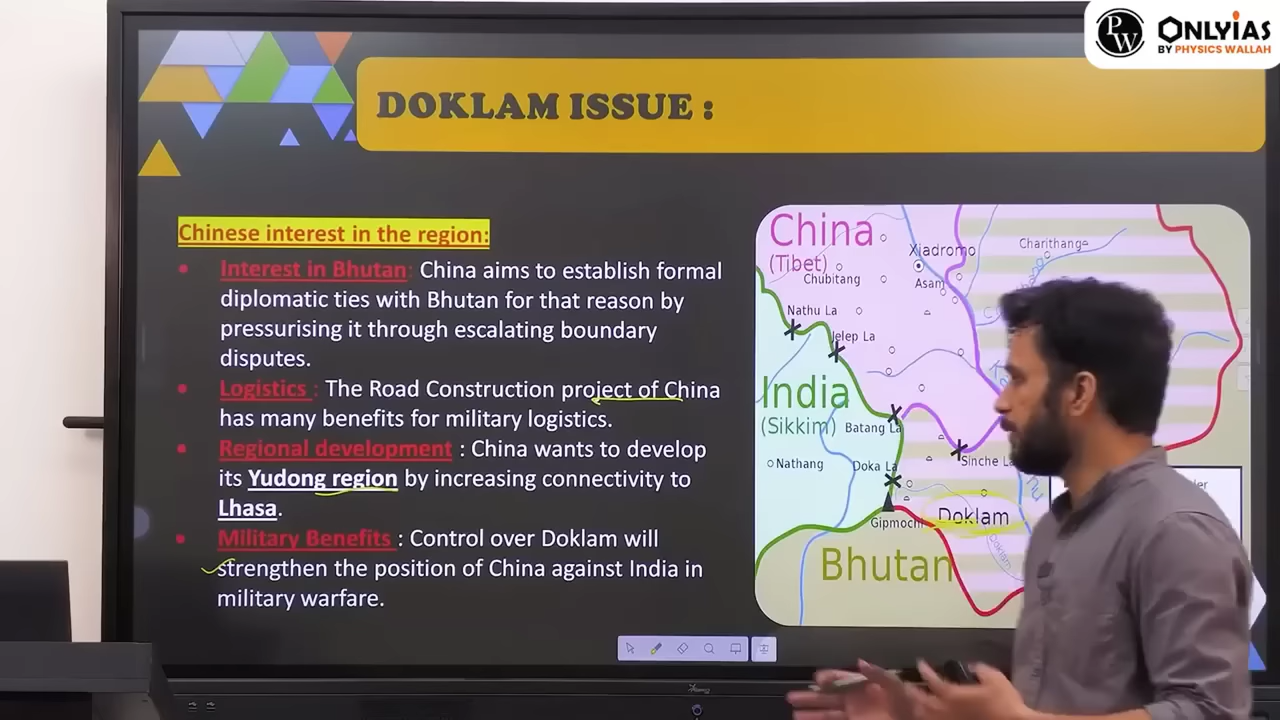 PW
ONLYIAS
BY PHYSICS WALLAH
DOKLAM ISSUE :
Chinese interest in the region:
• Interest in Bhutan: China aims to establish formal
diplomatic ties with Bhutan for that reason by
pressurising it through escalating boundary
disputes.
• Logistics : The Road Construction project of China
has many benefits for military logistics.
• Regional development : China wants to develop
its Yudong region by increasing connectivity to
Lhasa.
• Military Benefits : Control over Doklam will
strengthen the position of China against India in
military warfare.
China
(Tibet)
Xiadromo
Charithang
Chubitang
Asam
Nathu La
Jelep La
India
(Sikkim)
Batang La
Nathang
Doka La
Sinche La
Gipmochi
Doklam
Bhutan